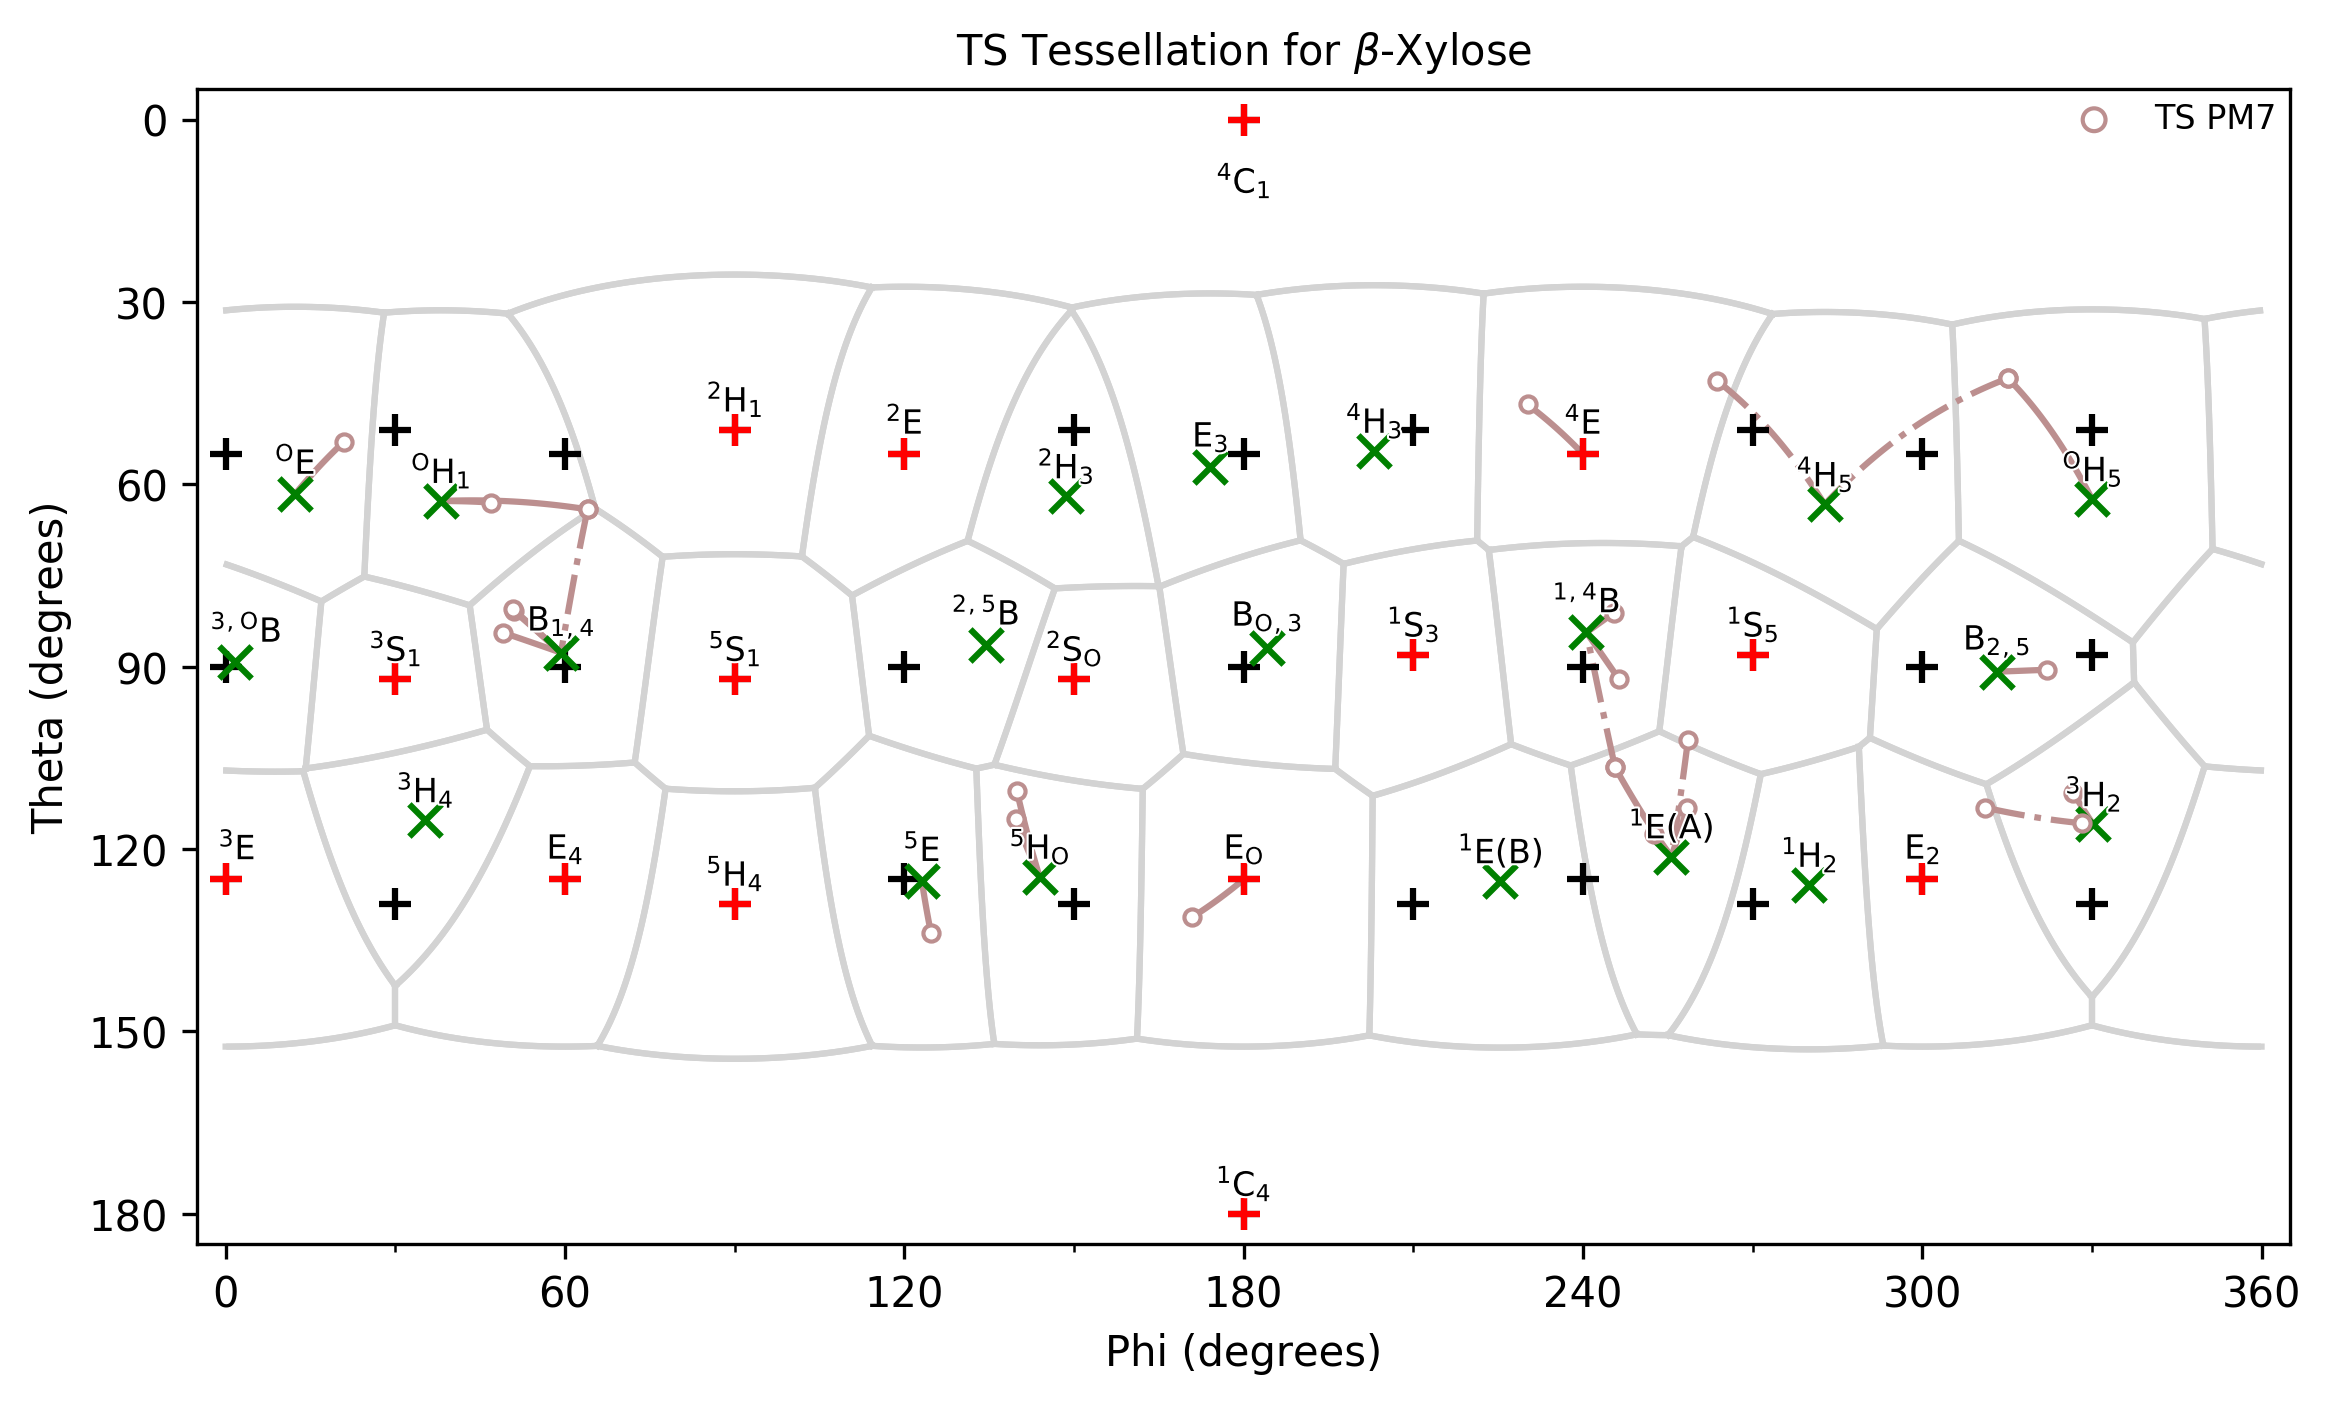 TS Tessellation for β-Xylose
TS PM7
⁴C₁
²H₁
²E
⁴H₃
⁴E
E₃
ᴼE
ᴼH₁
²H₃
⁴H₅
ᴼH₅
³,ᴼB
B₁,₄
²,⁵B
Bₒ,₃
¹,⁴B
³S₁
⁵S₁
²Sₒ
¹S₃
¹S₅
B₂,₅
³H₄
³H₂
³E
E₄
⁵H₄
⁵E
⁵Hₒ
Eₒ
¹E(B)
¹E(A)
¹H₂
E₂
¹C₄
0
30
60
90
120
150
180
Theta (degrees)
0 60 120 180 240 300 360
Phi (degrees)